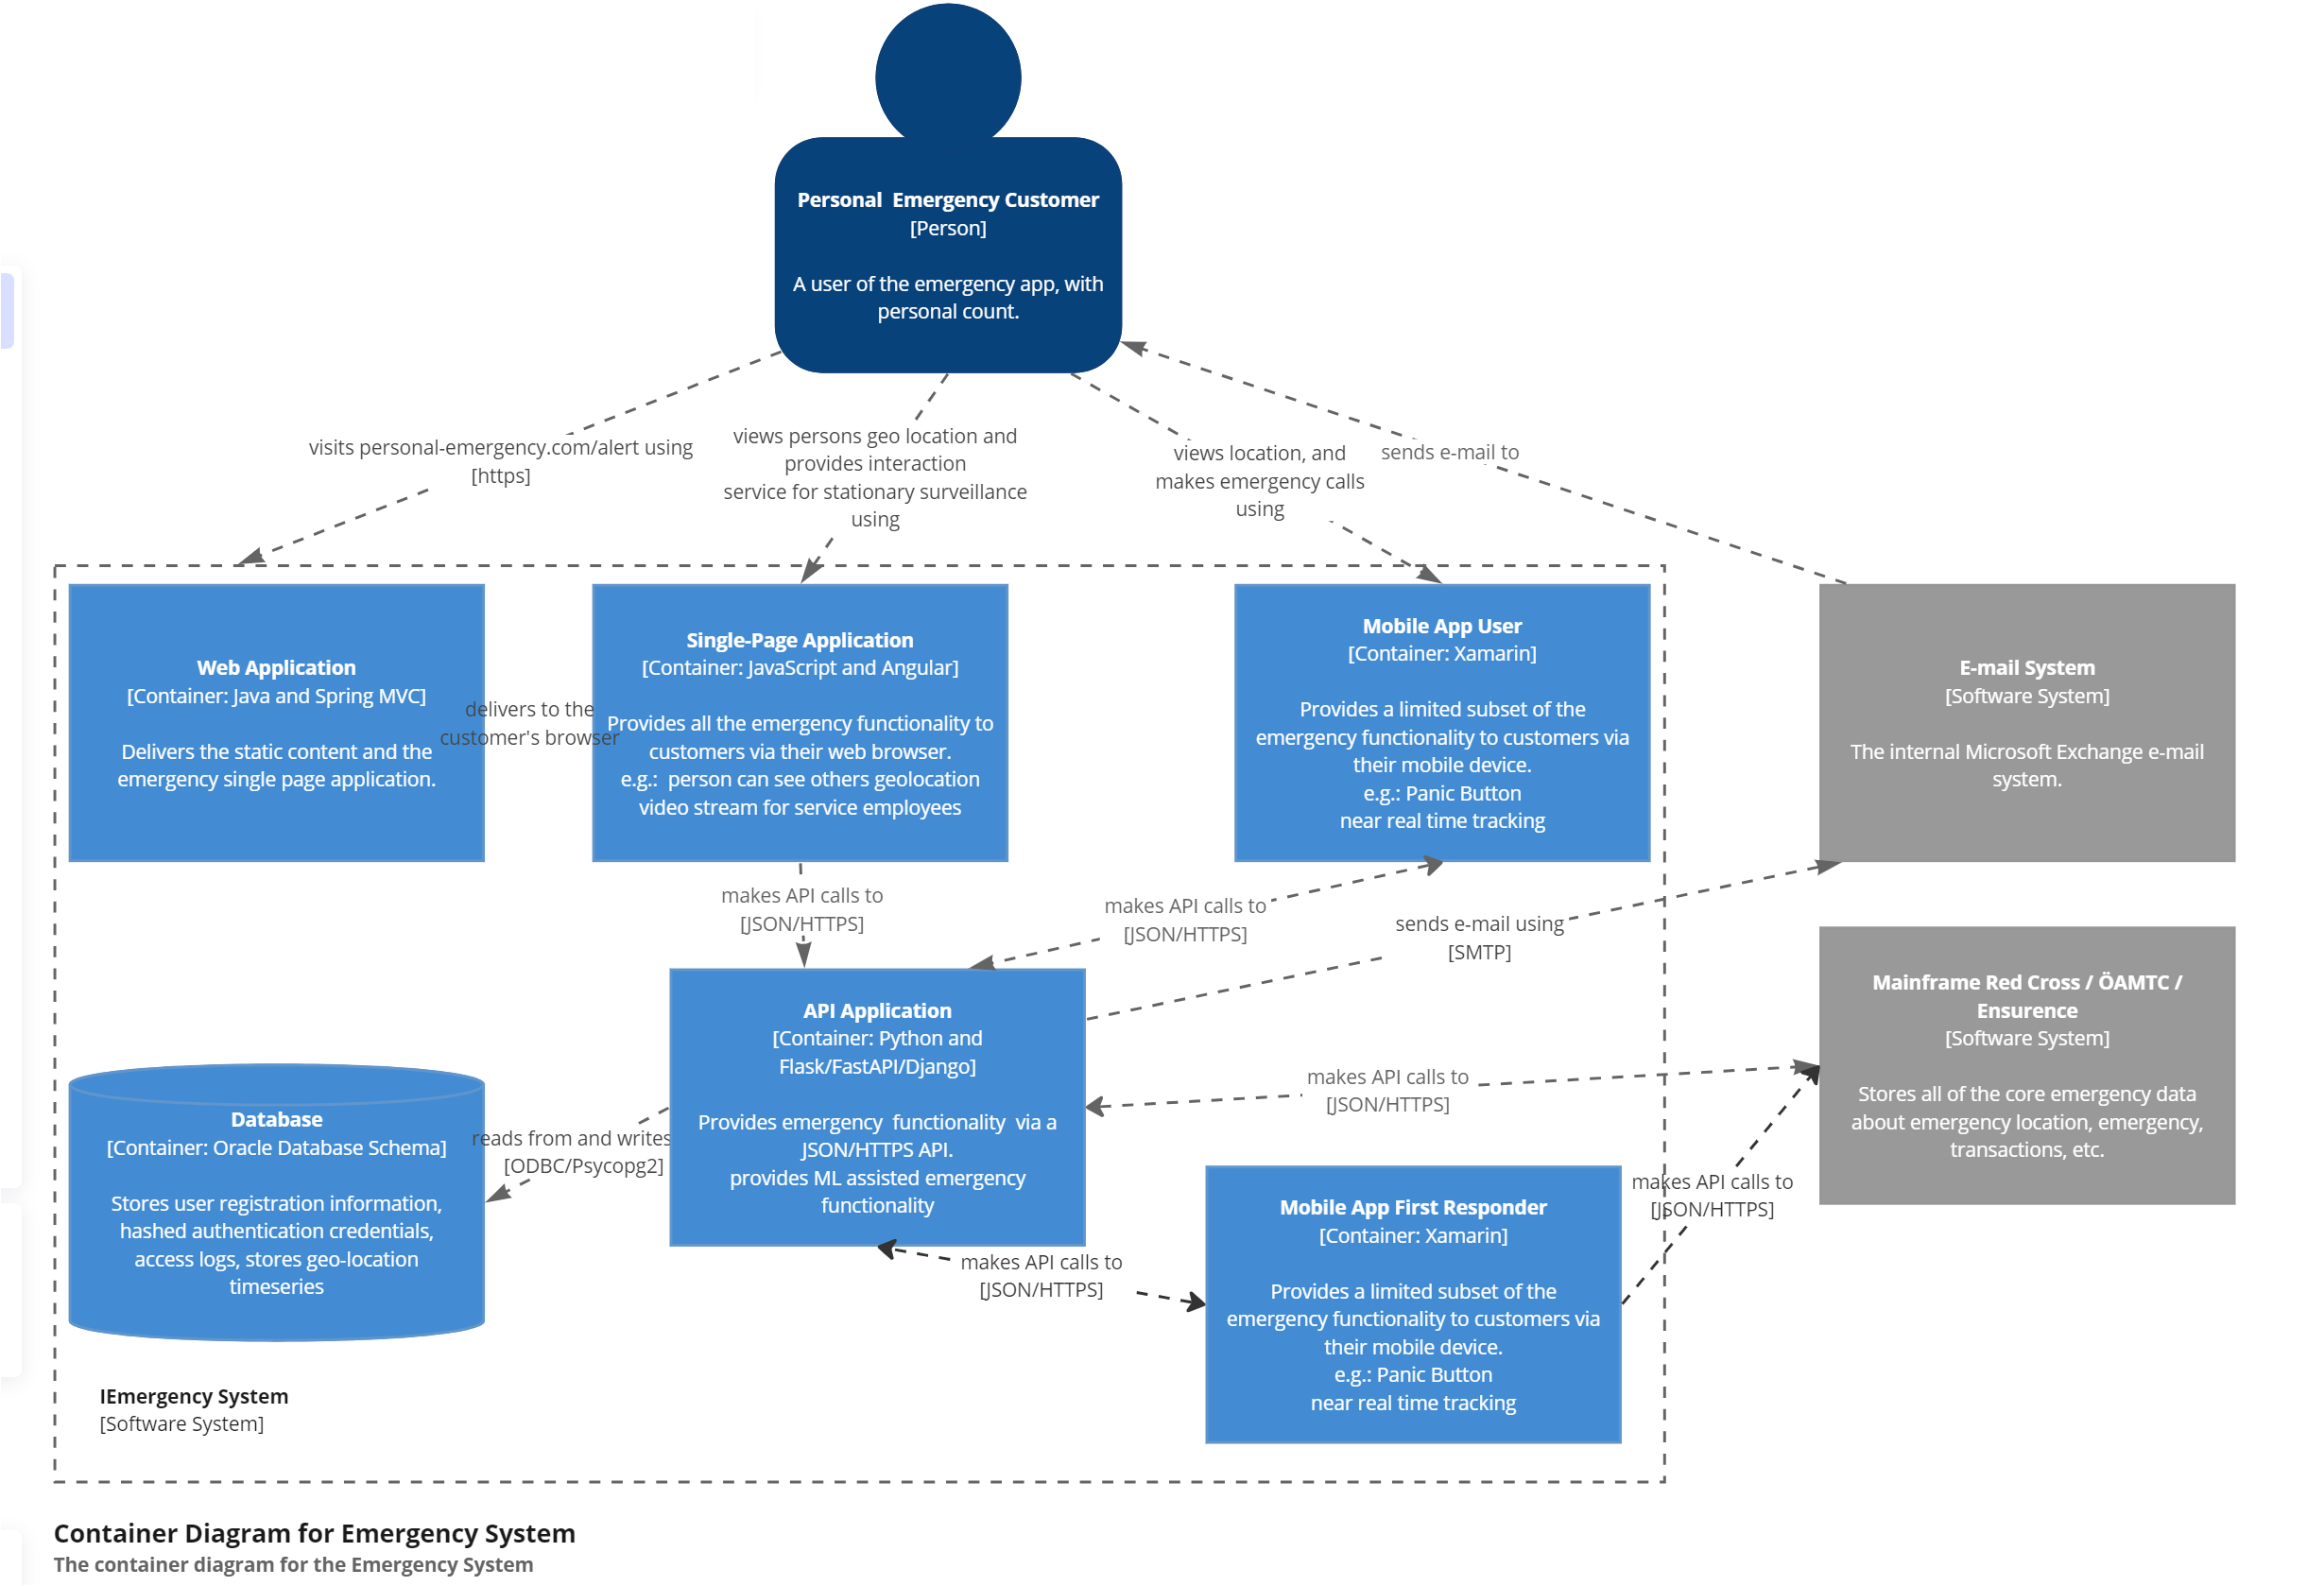 Personal  Emergency Customer
[Person]
A user of the emergency app, with
personal count.
visits personal-emergency.com/alert using
[https]
views persons geo location and
provides interaction
service for stationary surveillance
using
views location, and
makes emergency calls
using
sends e-mail to
Web Application
[Container: Java and Spring MVC]
Delivers the static content and the
emergency single page application.
delivers to the
customer's browser
Single-Page Application
[Container: JavaScript and Angular]
Provides all the emergency functionality to
customers via their web browser.
e.g.:  person can see others geolocation
video stream for service employees
Mobile App User
[Container: Xamarin]
Provides a limited subset of the
emergency functionality to customers via
their mobile device.
e.g.: Panic Button
near real time tracking
E-mail System
[Software System]
The internal Microsoft Exchange e-mail
system.
makes API calls to
[JSON/HTTPS]
makes API calls to
[JSON/HTTPS]
sends e-mail using
[SMTP]
API Application
[Container: Python and
Flask/FastAPI/Django]
Provides emergency  functionality  via a
JSON/HTTPS API.
provides ML assisted emergency
functionality
makes API calls to
[JSON/HTTPS]
Mainframe Red Cross / ÖAMTC /
Ensurence
[Software System]
Stores all of the core emergency data
about emergency location, emergency,
transactions, etc.
Database
[Container: Oracle Database Schema]
Stores user registration information,
hashed authentication credentials,
access logs, stores geo-location
timeseries
reads from and writes
[ODBC/Psycopg2]
makes API calls to
[JSON/HTTPS]
Mobile App First Responder
[Container: Xamarin]
Provides a limited subset of the
emergency functionality to customers via
their mobile device.
e.g.: Panic Button
near real time tracking
makes API calls to
[JSON/HTTPS]
IEmergency System
[Software System]
Container Diagram for Emergency System
The container diagram for the Emergency System